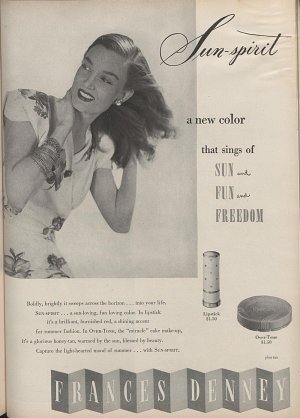 Sun-spirit
a new color
that sings of
SUN and
FUN and
FREEDOM
Lipstick
$1.50
Over-Tone
$1.50
plus tax
Boldly, brightly it sweeps across the horizon . . . into your life.
SUN-SPIRIT . . . a sun-loving, fun loving color. In lipstick
it's a brilliant, burnished red, a shining accent
for summer fashion. In OVER-TONE, the "miracle" cake make-up,
It's a glorious honey-tan, warmed by the sun, blessed by beauty.
Capture the light-hearted mood of summer . . . with SUN-SPIRIT.
FRANCES DENNEY